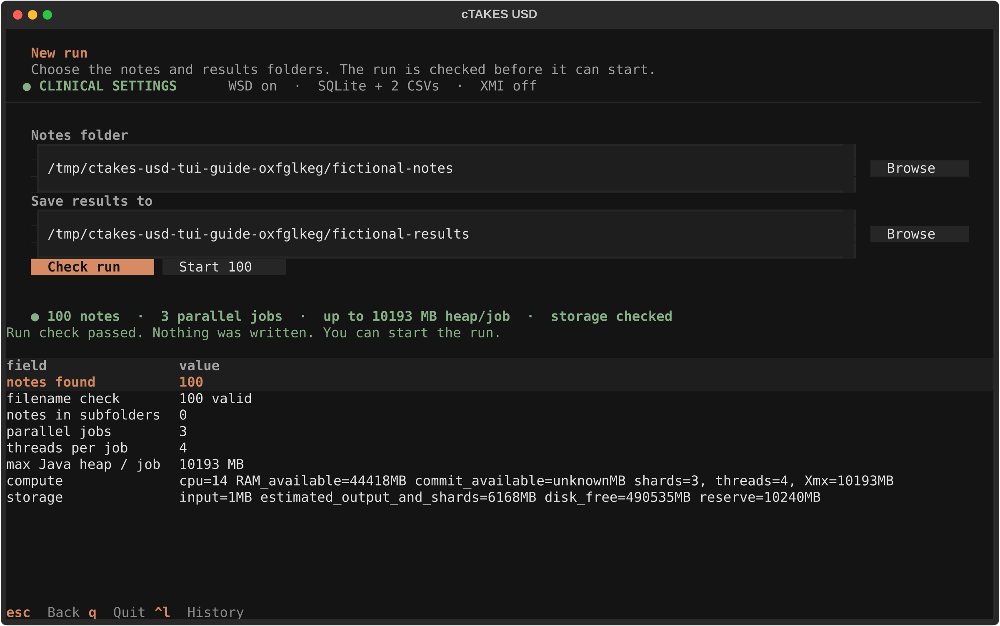 cTAKES USD
New run
Choose the notes and results folders. The run is checked before it can start.
● CLINICAL SETTINGS WSD on · SQLite + 2 CSVs · XMI off
Notes folder
/tmp/ctakes-usd-tui-guide-oxfglkeg/fictional-notes Browse
Save results to
/tmp/ctakes-usd-tui-guide-oxfglkeg/fictional-results Browse
Check run Start 100
● 100 notes · 3 parallel jobs · up to 10193 MB heap/job · storage checked
Run check passed. Nothing was written. You can start the run.
field value
notes found 100
filename check 100 valid
notes in subfolders 0
parallel jobs 3
threads per job 4
max Java heap / job 10193 MB
compute cpu=14 RAM_available=44418MB commit_available=unknownMB shards=3, threads=4, Xmx=10193MB
storage input=1MB estimated_output_and_shards=6168MB disk_free=490535MB reserve=10240MB
esc Back q Quit ^l History